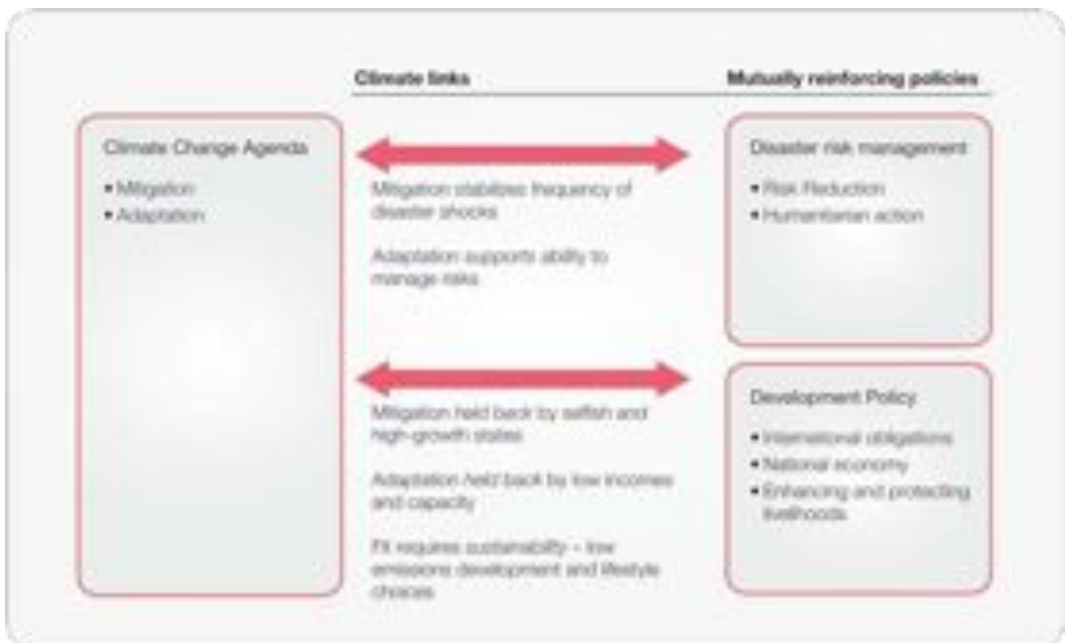 Climate links
Mutually reinforcing policies
Climate Change Agenda
• Mitigation
• Adaptation
Mitigation stabilizes frequency of
disaster shocks
Adaptation supports ability to
manage risks
Disaster risk management
• Risk Reduction
• Humanitarian action
Mitigation held back by selfish and
high-growth states
Adaptation held back by low incomes
and capacity
Fix requires sustainability – low
emissions development and lifestyle
choices
Development Policy
• International obligations
• National economy
• Enhancing and protecting
livelihoods